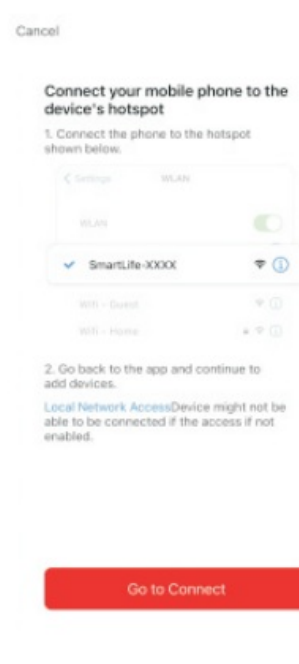 Cancel
Connect your mobile phone to the
device's hotspot
1. Connect the phone to the hotspot
shown below.
Settings WLAN
WLAN
SmartLife-XXXX
Wifi - Guest
Wifi - Home
2. Go back to the app and continue to
add devices.
Local Network AccessDevice might not be
able to be connected if the access if not
enabled.
Go to Connect